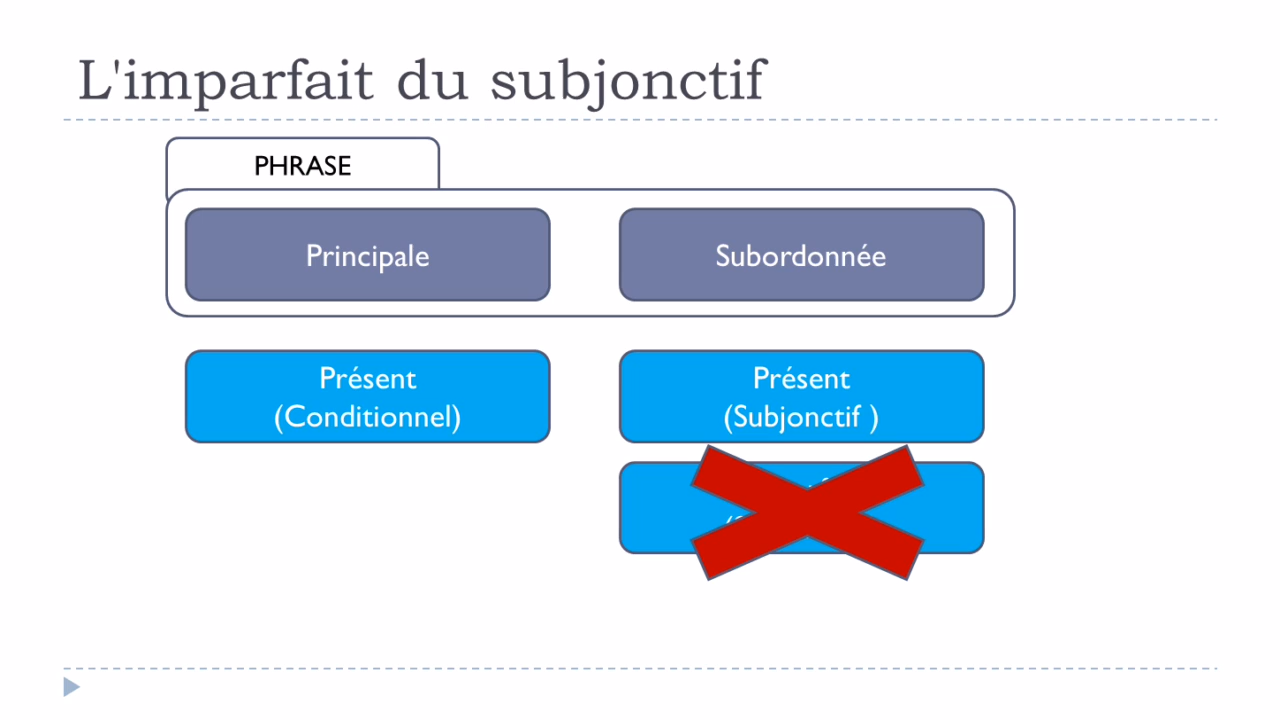 L'imparfait du subjonctif
PHRASE
Principale
Subordonnée
Présent
(Conditionnel)
Présent
(Subjonctif )